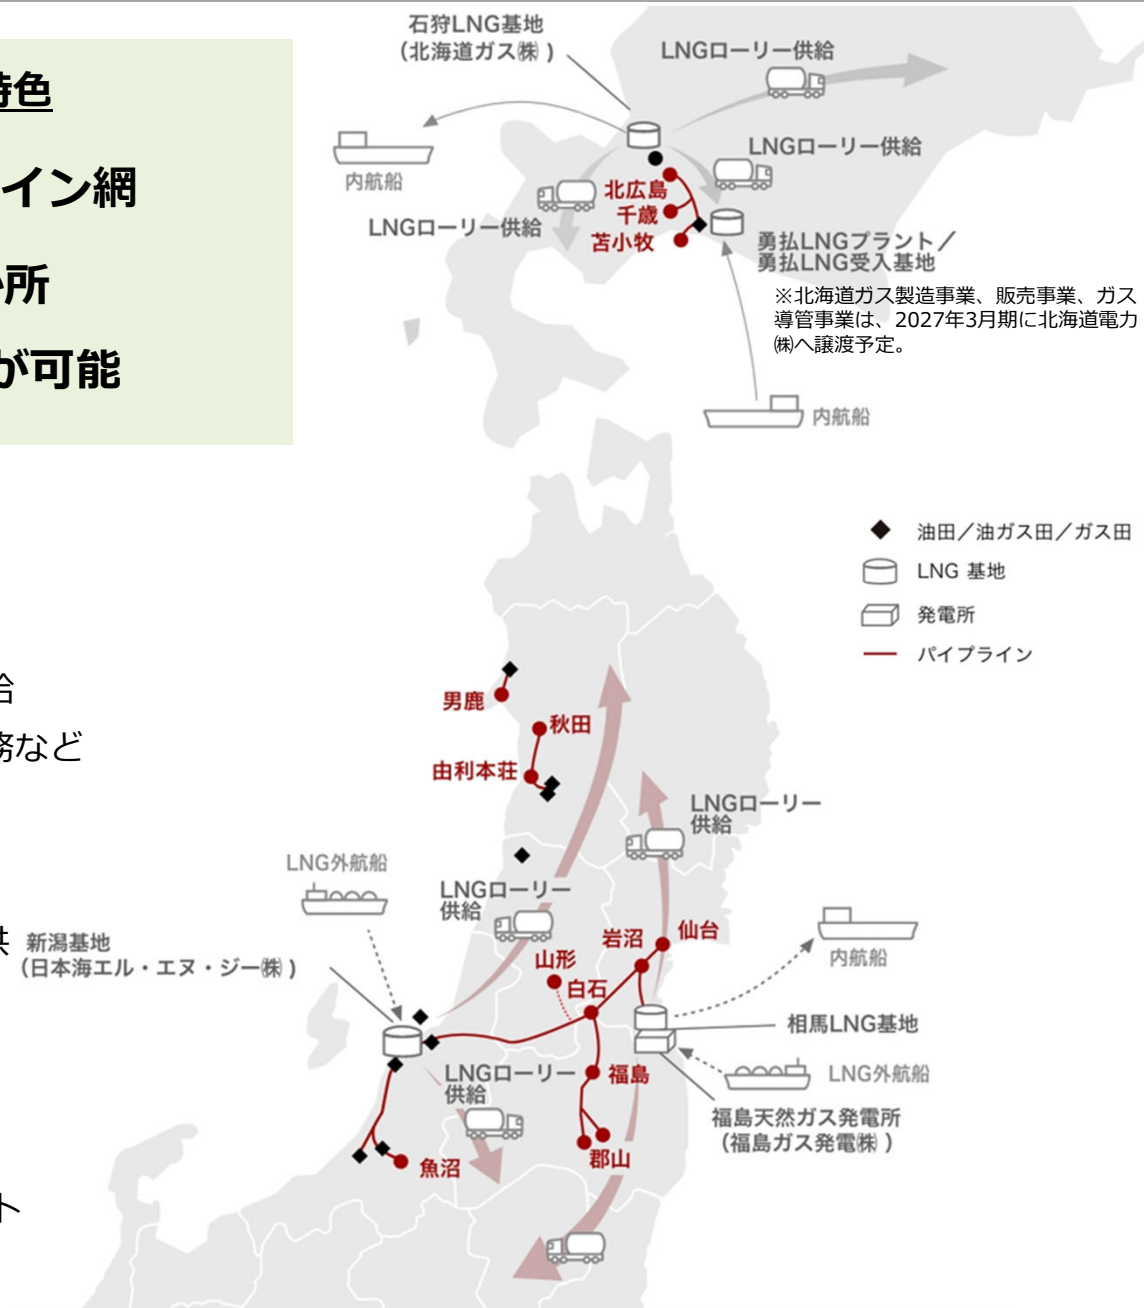 特色
イン網
か所
が可能
給
務など
供
ト
石狩LNG基地
（北海道ガス㈱）
LNGローリー供給
内航船
LNGローリー供給
LNGローリー供給
北広島
千歳
苫小牧
勇払LNGプラント／
勇払LNG受入基地
※北海道ガス製造事業、販売事業、ガス
導管事業は、2027年3月期に北海道電力
㈱へ譲渡予定。
内航船
油田／油ガス田／ガス田
LNG 基地
発電所
パイプライン
男鹿
秋田
由利本荘
LNGローリー
供給
LNG外航船
LNGローリー
供給
新潟基地
（日本海エル・エヌ・ジー㈱）
岩沼
仙台
山形
白石
内航船
相馬LNG基地
LNG外航船
福島
LNGローリー
供給
福島天然ガス発電所
（福島ガス発電㈱）
郡山
魚沼